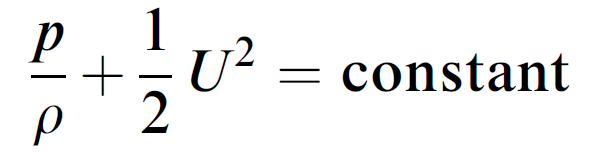 p/ρ + 1/2 U² = constant